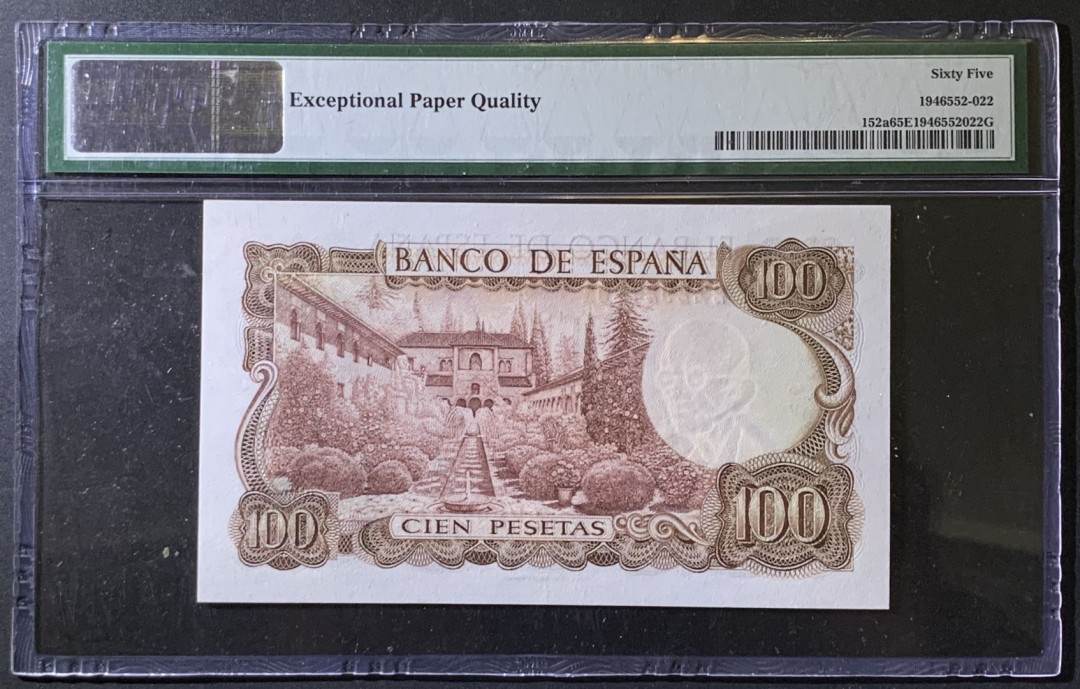 Exceptional Paper Quality
Sixty Five
1946552-022
152a65E1946552022G
BANCO DE ESPAÑA
100
100
CIEN PESETAS
100